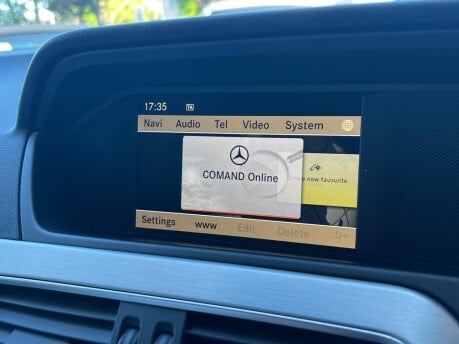 17:35 TA
Navi Audio Tel Video System
COMAND Online
new favourite
Settings www Edit Delete